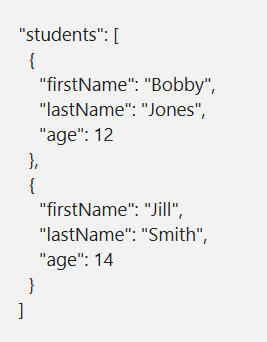 "students": [
  {
    "firstName": "Bobby",
    "lastName": "Jones",
    "age": 12
  },
  {
    "firstName": "Jill",
    "lastName": "Smith",
    "age": 14
  }
]